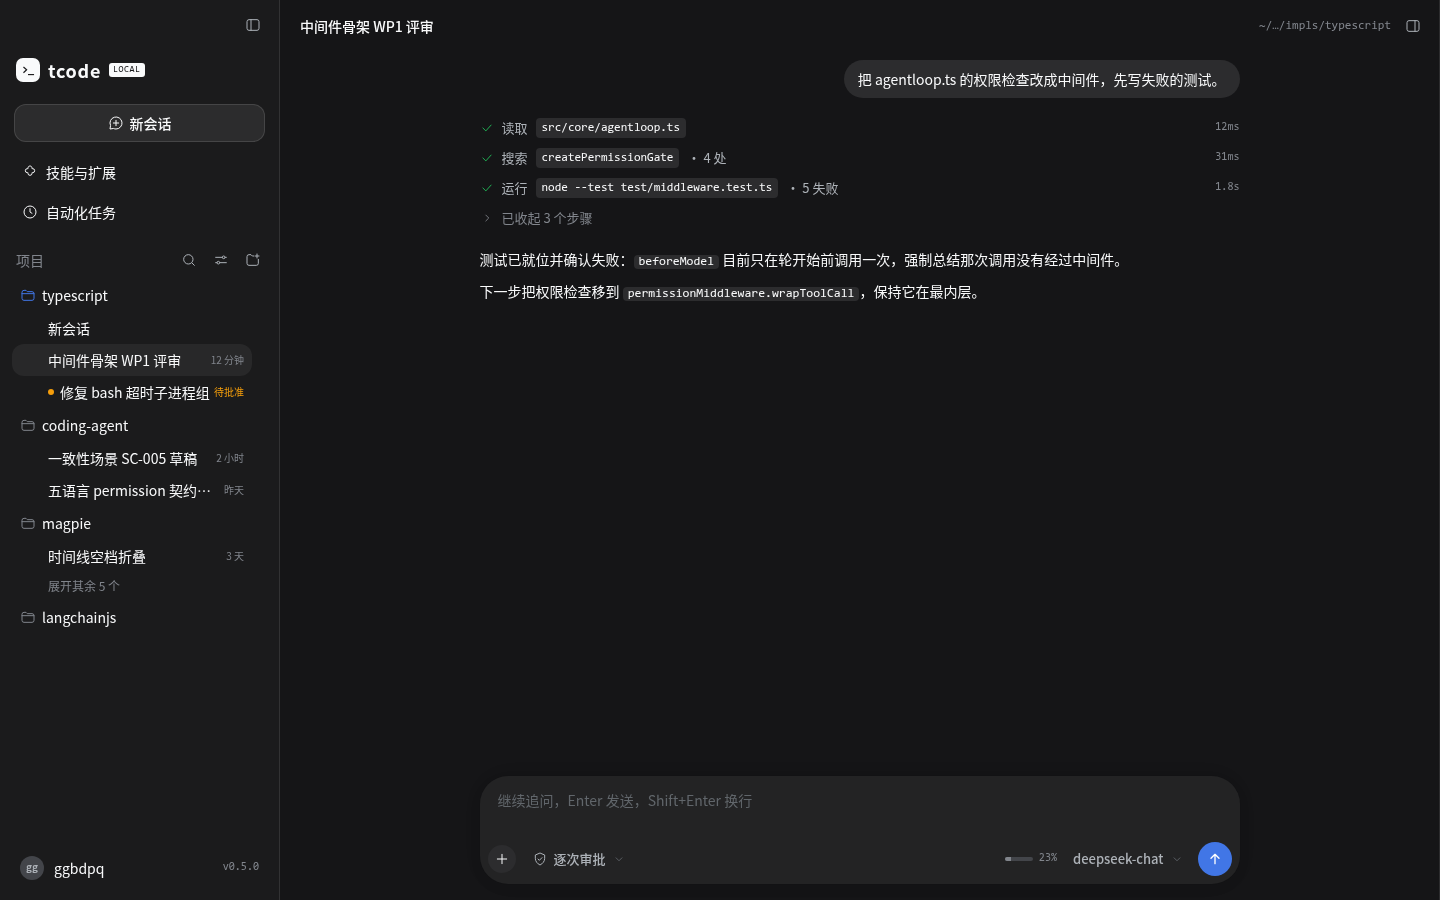 中间件骨架 WP1 评审
~/…/impls/typescript
tcode LOCAL
新会话
技能与扩展
自动化任务
项目
typescript
新会话
中间件骨架 WP1 评审 12 分钟
修复 bash 超时子进程组 待批准
coding-agent
一致性场景 SC-005 草稿 2 小时
五语言 permission 契约… 昨天
magpie
时间线空档折叠 3 天
展开其余 5 个
langchainjs
gg ggbdpq v0.5.0
把 agentloop.ts 的权限检查改成中间件，先写失败的测试。
读取 src/core/agentloop.ts 12ms
搜索 createPermissionGate • 4 处 31ms
运行 node --test test/middleware.test.ts • 5 失败 1.8s
已收起 3 个步骤
测试已就位并确认失败：beforeModel 目前只在轮开始前调用一次，强制总结那次调用没有经过中间件。
下一步把权限检查移到 permissionMiddleware.wrapToolCall，保持它在最内层。
继续追问，Enter 发送，Shift+Enter 换行
逐次审批 23% deepseek-chat